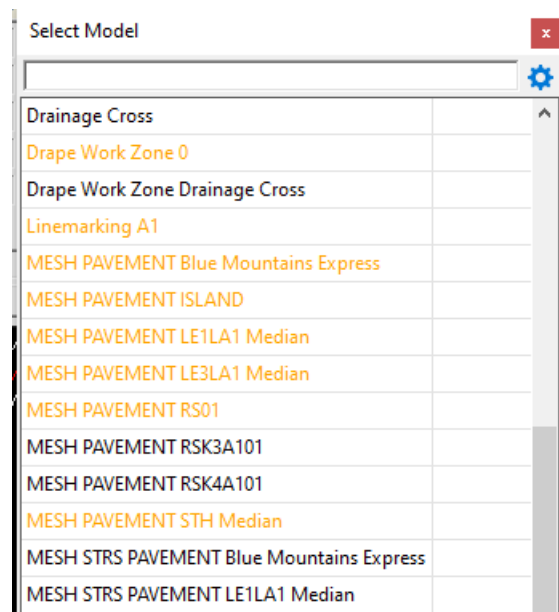 Select Model
x
Drainage Cross
Drape Work Zone 0
Drape Work Zone Drainage Cross
Linemarking A1
MESH PAVEMENT Blue Mountains Express
MESH PAVEMENT ISLAND
MESH PAVEMENT LE1LA1 Median
MESH PAVEMENT LE3LA1 Median
MESH PAVEMENT RS01
MESH PAVEMENT RSK3A101
MESH PAVEMENT RSK4A101
MESH PAVEMENT STH Median
MESH STRS PAVEMENT Blue Mountains Express
MESH STRS PAVEMENT LE1LA1 Median